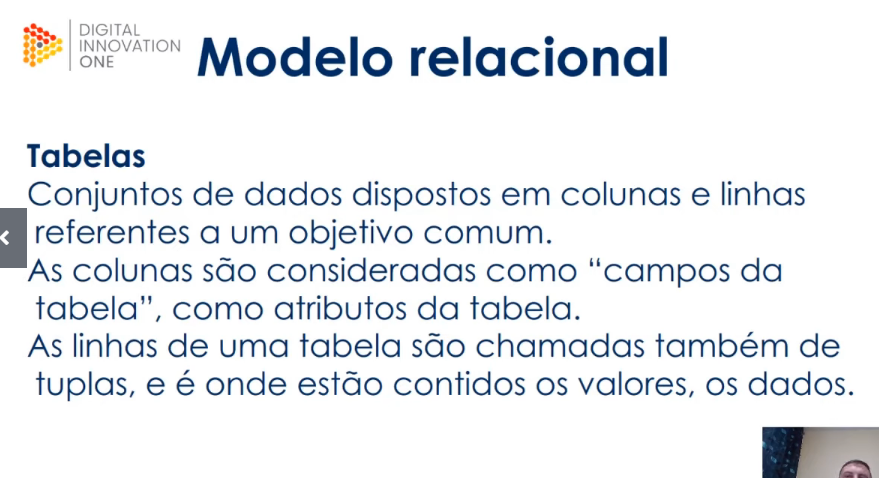 DIGITAL
INNOVATION
ONE
Modelo relacional
Tabelas
Conjuntos de dados dispostos em colunas e linhas
referentes a um objetivo comum.
As colunas são consideradas como “campos da
tabela”, como atributos da tabela.
As linhas de uma tabela são chamadas também de
tuplas, e é onde estão contidos os valores, os dados.